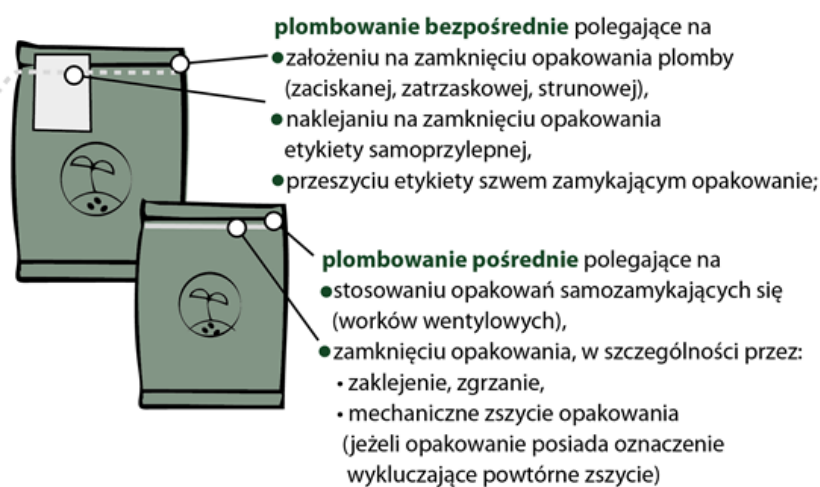 plombowanie bezpośrednie polegające na
●założeniu na zamknięciu opakowania plomby
(zaciskanej, zatrzaskowej, strunowej),
●naklejaniu na zamknięciu opakowania
etykiety samoprzylepnej,
●przeszyciu etykiety szwem zamykającym opakowanie;
plombowanie pośrednie polegające na
●stosowaniu opakowań samozamykających się
(worków wentylowych),
●zamknięciu opakowania, w szczególności przez:
• zaklejenie, zgrzanie,
• mechaniczne zszycie opakowania
(jeżeli opakowanie posiada oznaczenie
wykluczające powtórne zszycie)